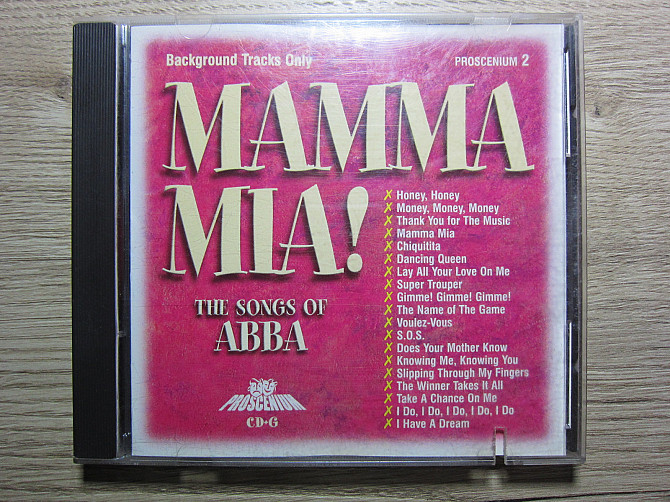 Background Tracks Only
PROSCENIUM 2
MAMMA
MIA!
THE SONGS OF
ABBA
✗ Honey, Honey
✗ Money, Money, Money
✗ Thank You for The Music
✗ Mamma Mia
✗ Chiquitita
✗ Dancing Queen
✗ Lay All Your Love On Me
✗ Super Trouper
✗ Gimme! Gimme! Gimme!
✗ The Name of The Game
✗ Voulez-Vous
✗ S.O.S.
✗ Does Your Mother Know
✗ Knowing Me, Knowing You
✗ Slipping Through My Fingers
✗ The Winner Takes It All
✗ Take A Chance On Me
✗ I Do, I Do, I Do, I Do, I Do
✗ I Have A Dream
PROSCENIUM
CD+G